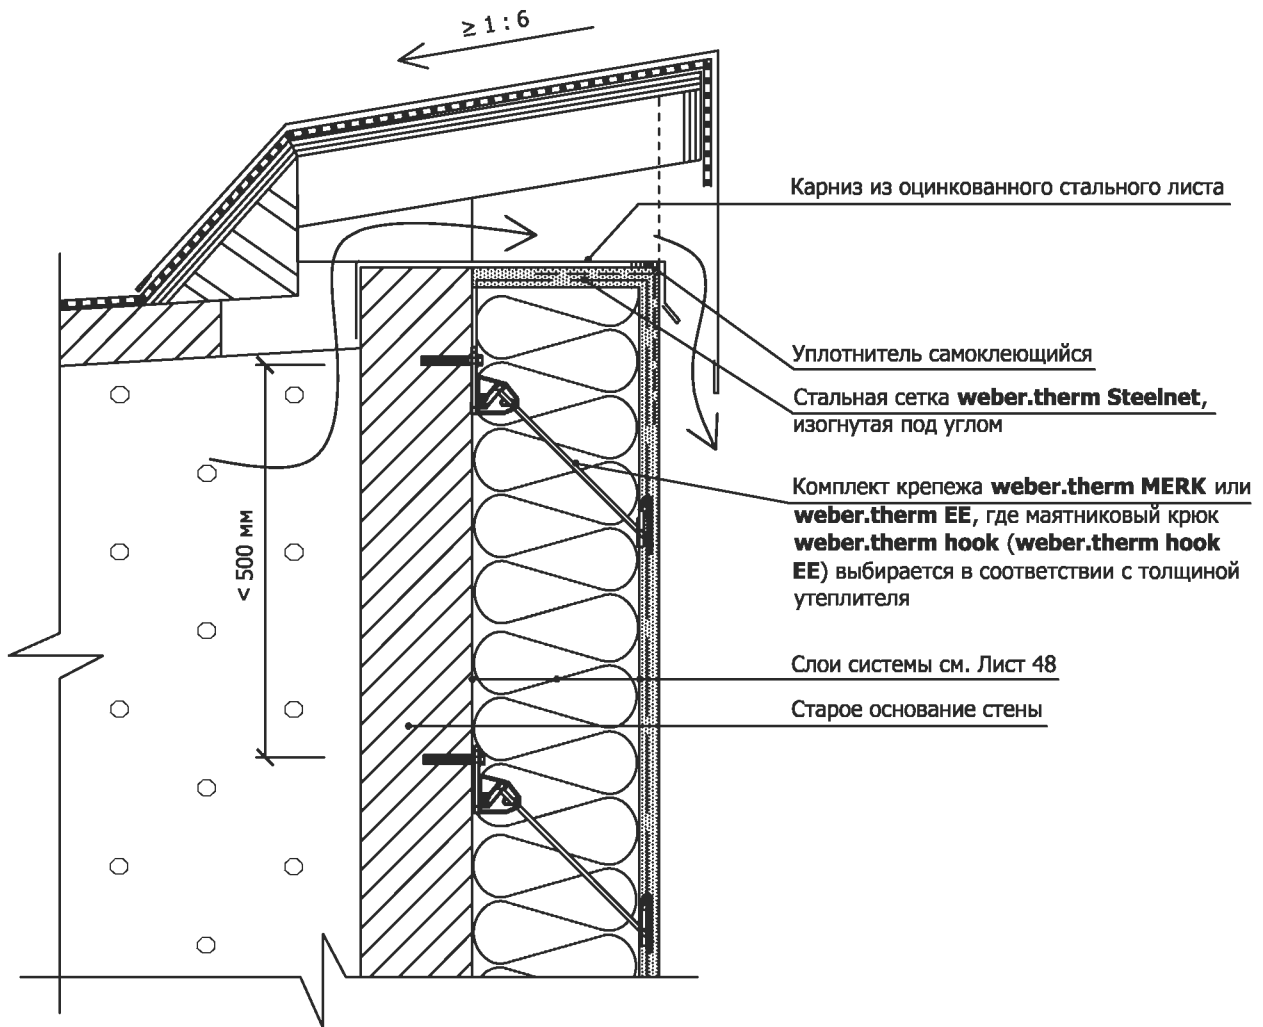 ≥ 1 : 6
Карниз из оцинкованного стального листа
Уплотнитель самоклеющийся
Стальная сетка weber.therm Steelnet,
изогнутая под углом
Комплект крепежа weber.therm MERK или
weber.therm EE, где маятниковый крюк
weber.therm hook (weber.therm hook
EE) выбирается в соответствии с толщиной
утеплителя
< 500 мм
Слои системы см. Лист 48
Старое основание стены